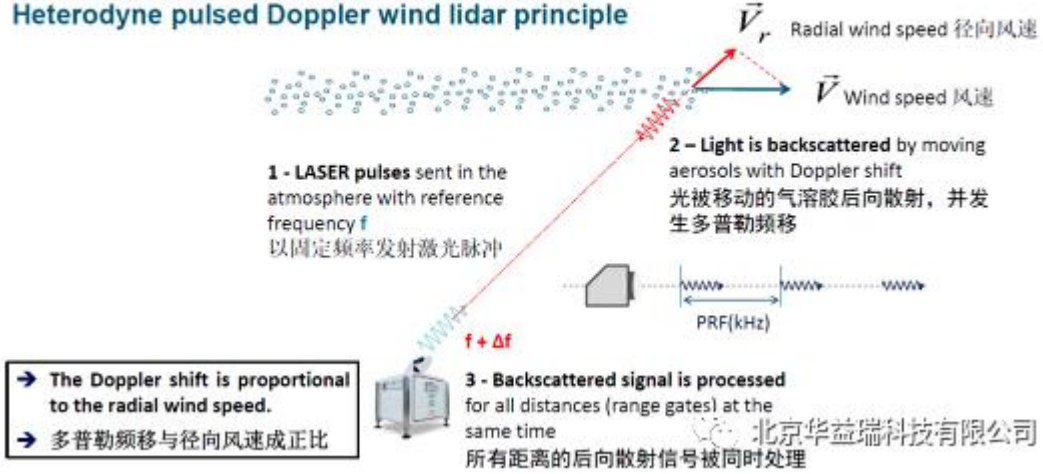 Heterodyne pulsed Doppler wind lidar principle
V⃗r Radial wind speed 径向风速
V⃗ Wind speed 风速
1 - LASER pulses sent in the
atmosphere with reference
frequency f
以固定频率发射激光脉冲
2 – Light is backscattered by moving
aerosols with Doppler shift
光被移动的气溶胶后向散射，并发
生多普勒频移
PRF(kHz)
f + Δf
3 - Backscattered signal is processed
for all distances (range gates) at the
same time
所有距离的后向散射信号被同时处理
➔ The Doppler shift is proportional
to the radial wind speed.
➔ 多普勒频移与径向风速成正比
北京华益瑞科技有限公司